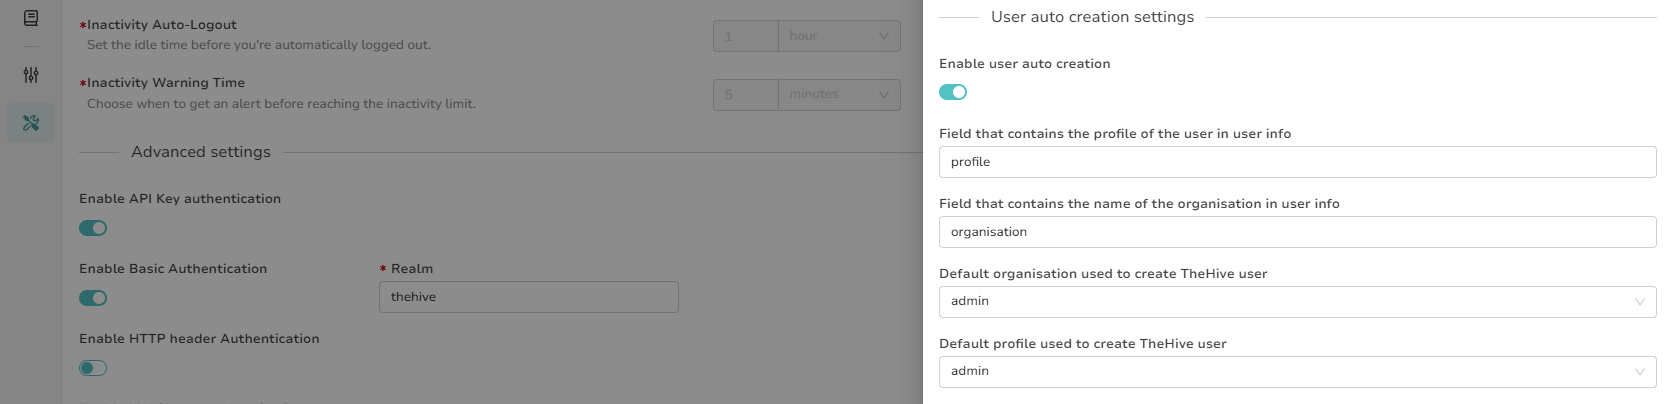 *Inactivity Auto-Logout
Set the idle time before you're automatically logged out.
1 hour
*Inactivity Warning Time
Choose when to get an alert before reaching the inactivity limit.
5 minutes
Advanced settings
Enable API Key authentication
Enable Basic Authentication
* Realm
thehive
Enable HTTP header Authentication
User auto creation settings
Enable user auto creation
Field that contains the profile of the user in user info
profile
Field that contains the name of the organisation in user info
organisation
Default organisation used to create TheHive user
admin
Default profile used to create TheHive user
admin